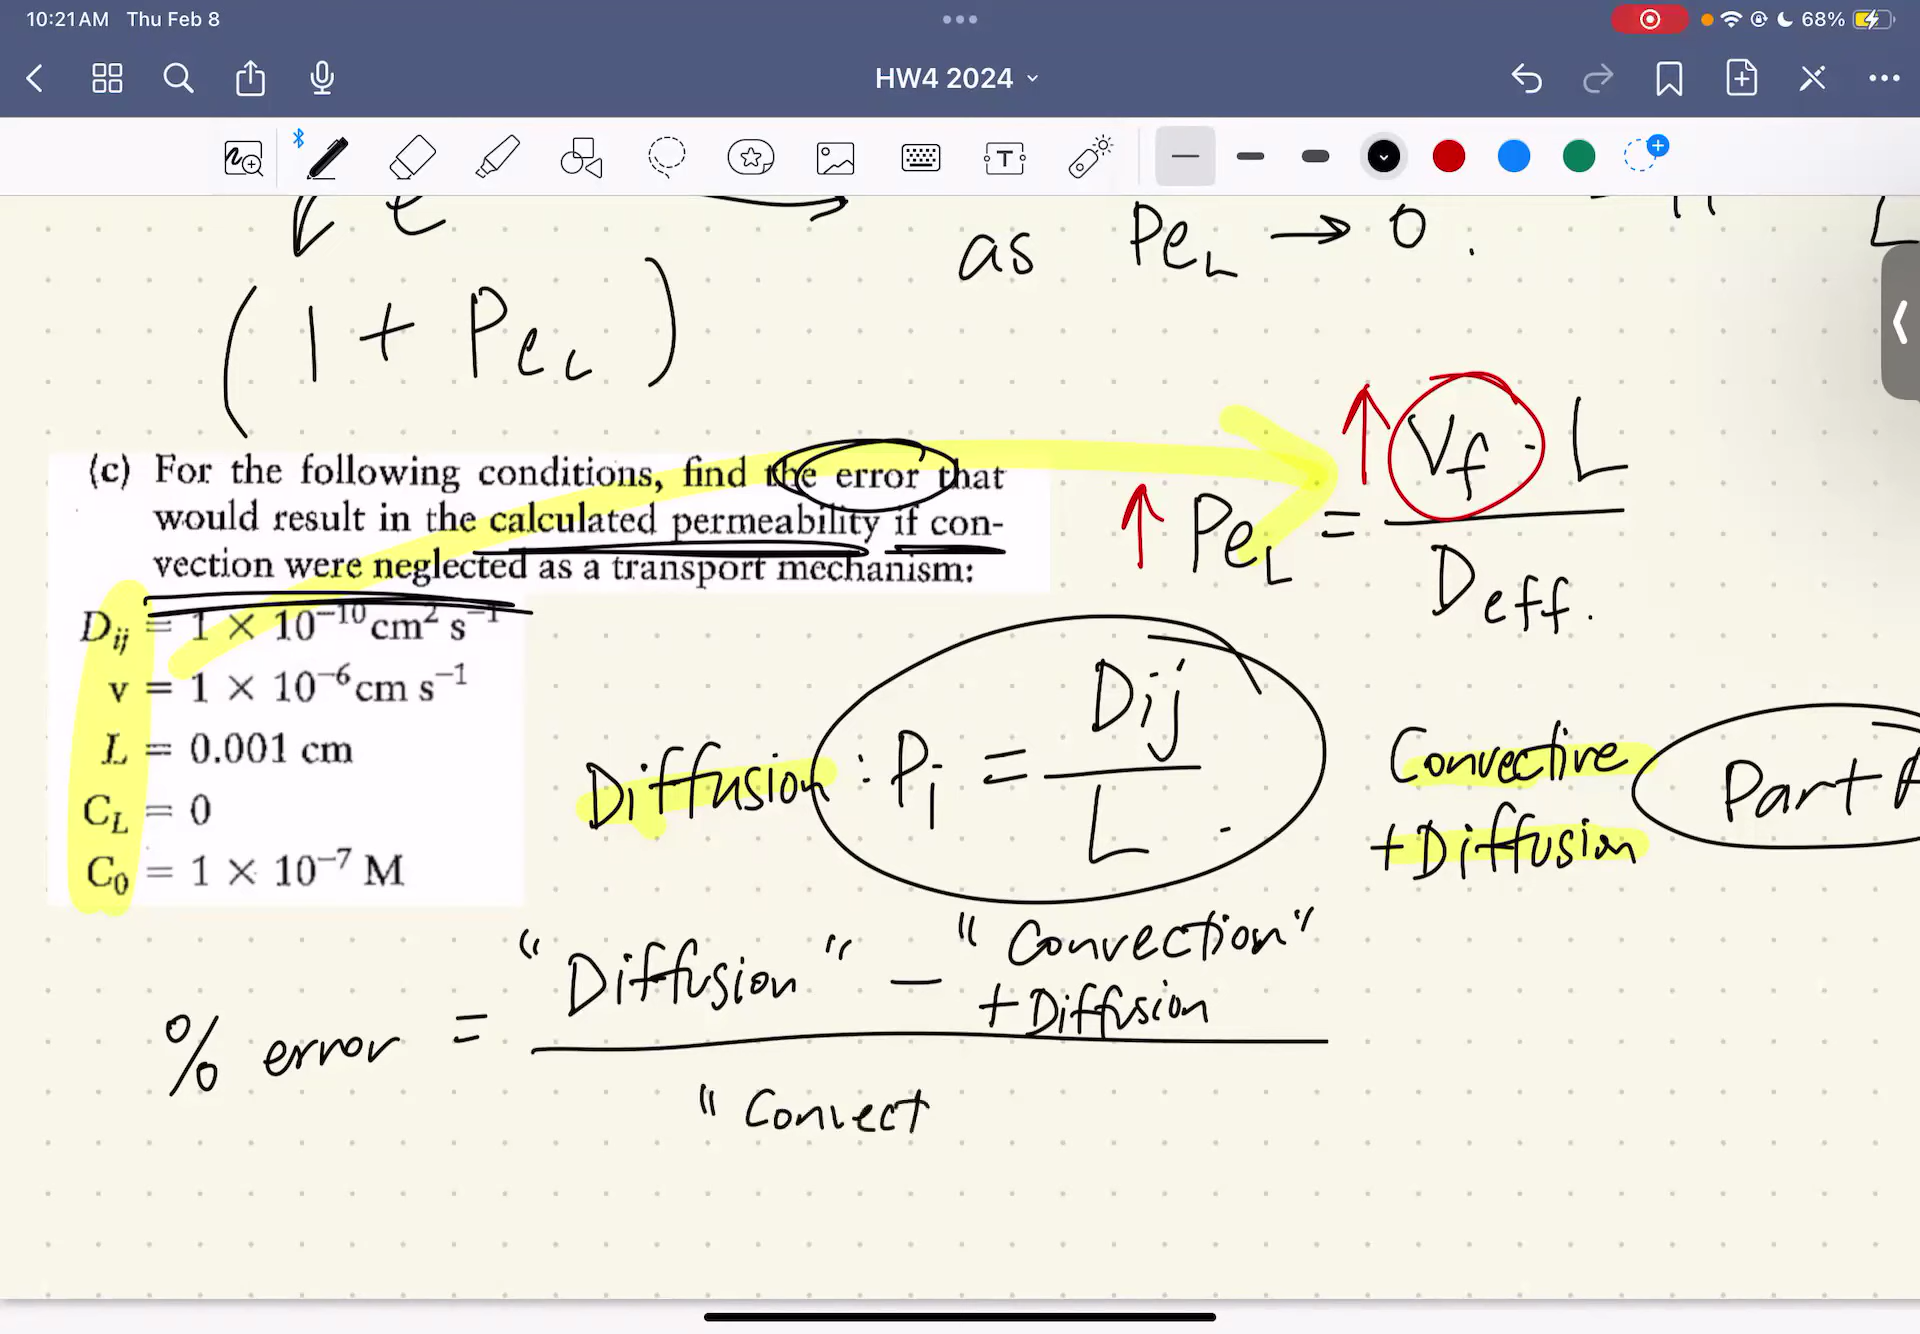 10:21 AM Thu Feb 8
68%
HW4 2024
T
e
as Pe_L → 0.
(1 + Pe_L)
(c) For the following conditions, find the error that
would result in the calculated permeability if con-
vection were neglected as a transport mechanism:
↑ Pe_L = ↑ V_f · L / D_eff.
D_ij = 1 × 10^−10 cm^2 s^−1
v = 1 × 10^−6 cm s^−1
L = 0.001 cm
C_L = 0
C_0 = 1 × 10^−7 M
Diffusion : P_i = D_ij / L.
Convective
+Diffusion
Part A
% error = "Diffusion" − "Convection"
+Diffusion
"Convect